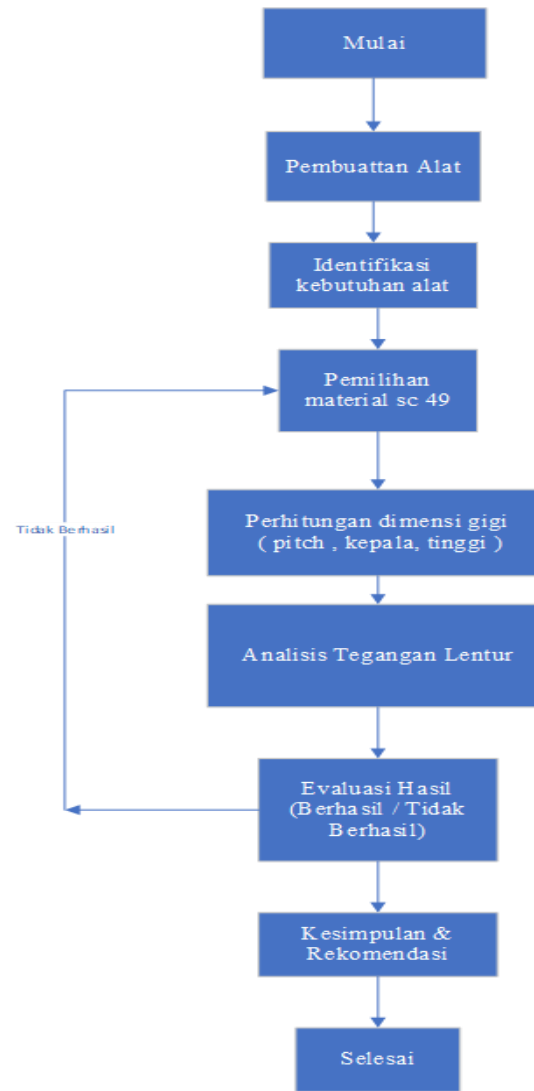 Mulai
Pembuattan Alat
Identifikasi
kebutuhan alat
Pemilihan
material sc 49
Tidak Berhasil
Perhitungan dimensi gigi
( pitch , kepala, tinggi )
Analisis Tegangan Lentur
Evaluasi Hasil
(Berhasil / Tidak
Berhasil)
Kesimpulan &
Rekomendasi
Selesai